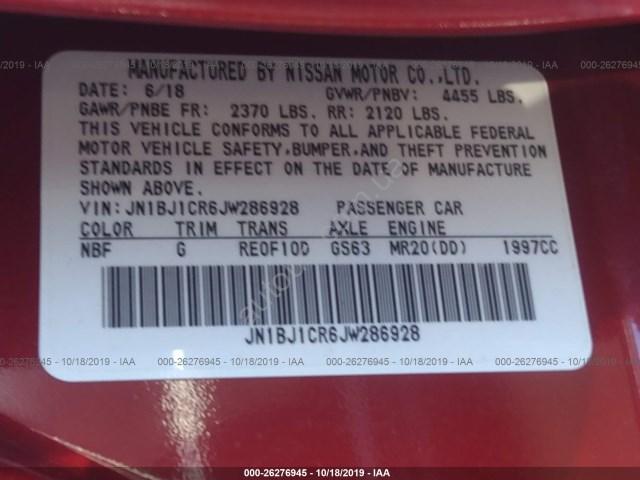 MANUFACTURED BY NISSAN MOTOR CO.,LTD.
DATE: 6/18 GVWR/PNBV: 4455 LBS.
GAWR/PNBE FR: 2370 LBS. RR: 2120 LBS.
THIS VEHICLE CONFORMS TO ALL APPLICABLE FEDERAL
MOTOR VEHICLE SAFETY,BUMPER,AND THEFT PREVENTION
STANDARDS IN EFFECT ON THE DATE OF MANUFACTURE
SHOWN ABOVE.
VIN:JN1BJ1CR6JW286928 PASSENGER CAR
COLOR TRIM TRANS AXLE ENGINE
NBF G RE0F10D GS63 MR20(DD) 1997CC
JN1BJ1CR6JW286928
000-26276945 - 10/18/2019 - IAA